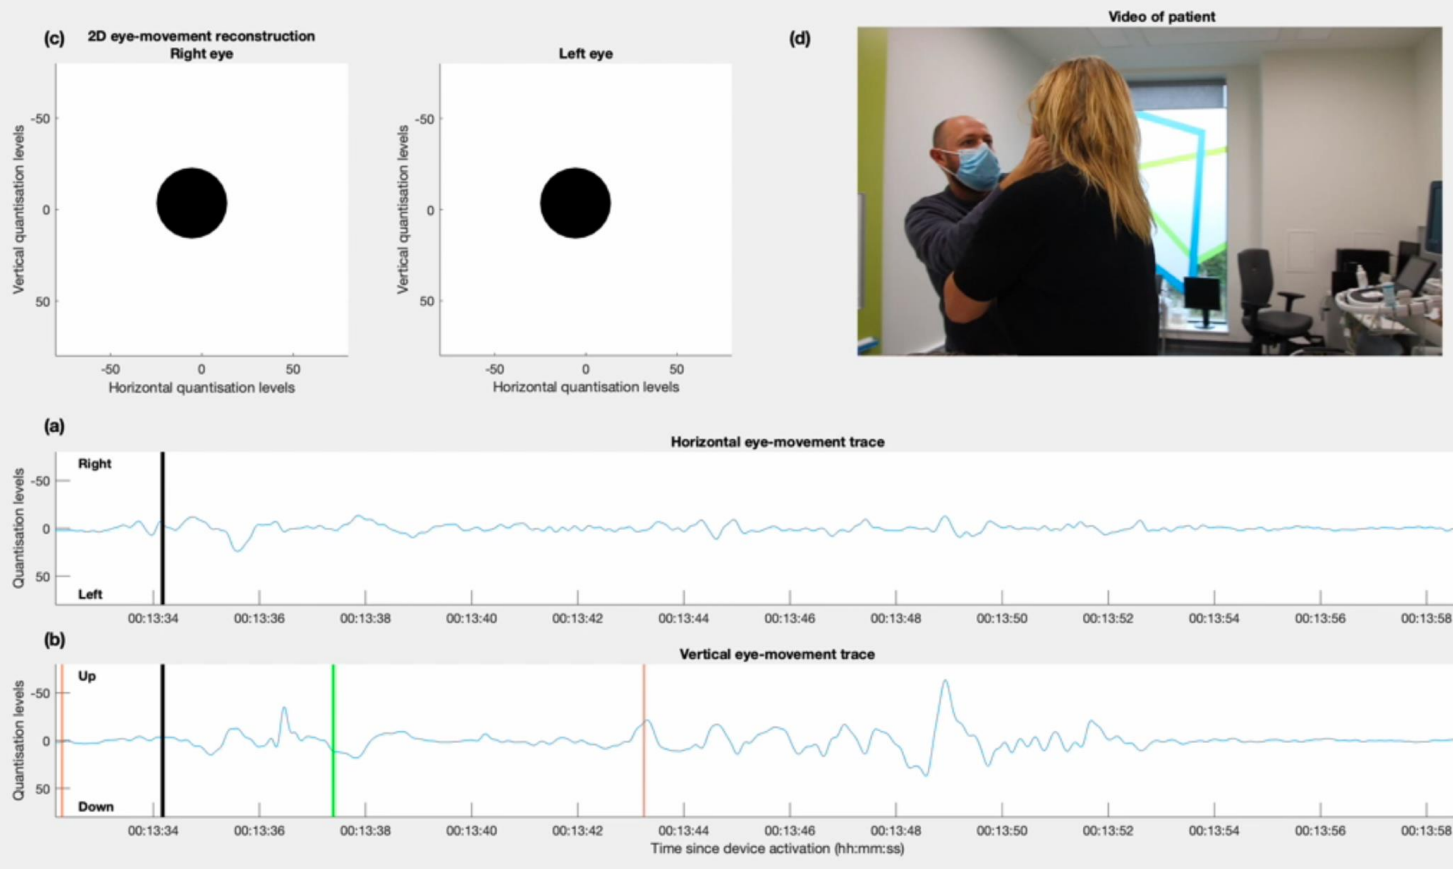 (c)
2D eye-movement reconstruction
Right eye
Left eye
(d)
Video of patient
Vertical quantisation levels
-50
0
50
-50 0 50
Horizontal quantisation levels
Vertical quantisation levels
-50
0
50
-50 0 50
Horizontal quantisation levels
(a)
Horizontal eye-movement trace
Quantisation levels
Right
-50
0
50
Left
00:13:34 00:13:36 00:13:38 00:13:40 00:13:42 00:13:44 00:13:46 00:13:48 00:13:50 00:13:52 00:13:54 00:13:56 00:13:58
(b)
Vertical eye-movement trace
Quantisation levels
Up
-50
0
50
Down
00:13:34 00:13:36 00:13:38 00:13:40 00:13:42 00:13:44 00:13:46 00:13:48 00:13:50 00:13:52 00:13:54 00:13:56 00:13:58
Time since device activation (hh:mm:ss)